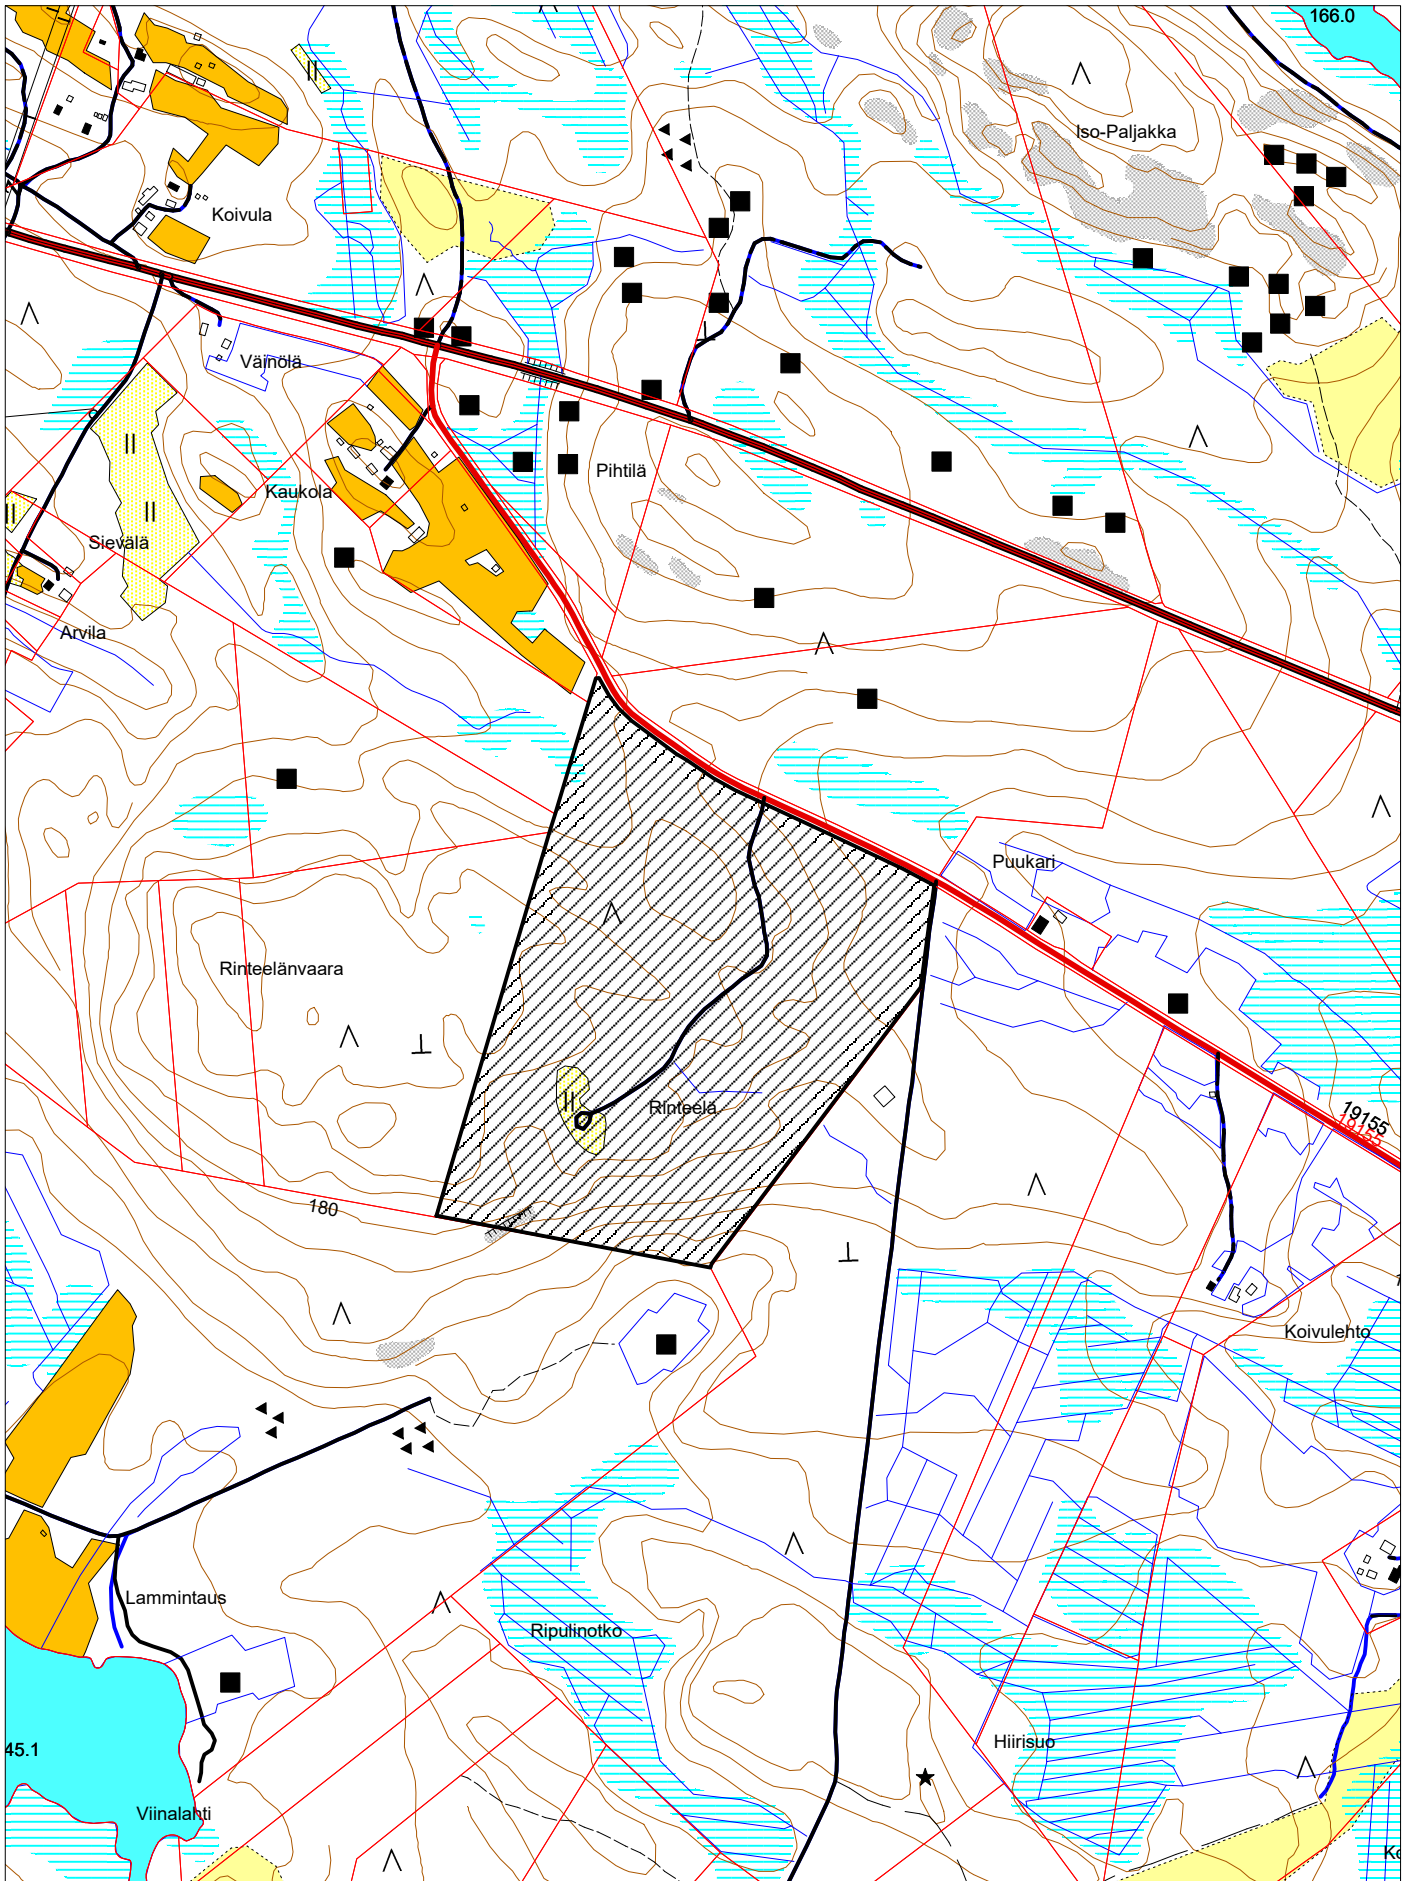 166.0
Iso-Paljakka
Koivula
Väinölä
Pihtilä
Kaukola
Sievälä
Arvila
Puukari
Rinteelänvaara
Rinteelä
19155
19155
180
Koivulehto
Lammintaus
Ripulinotko
Hiirisuo
45.1
Viinalahti